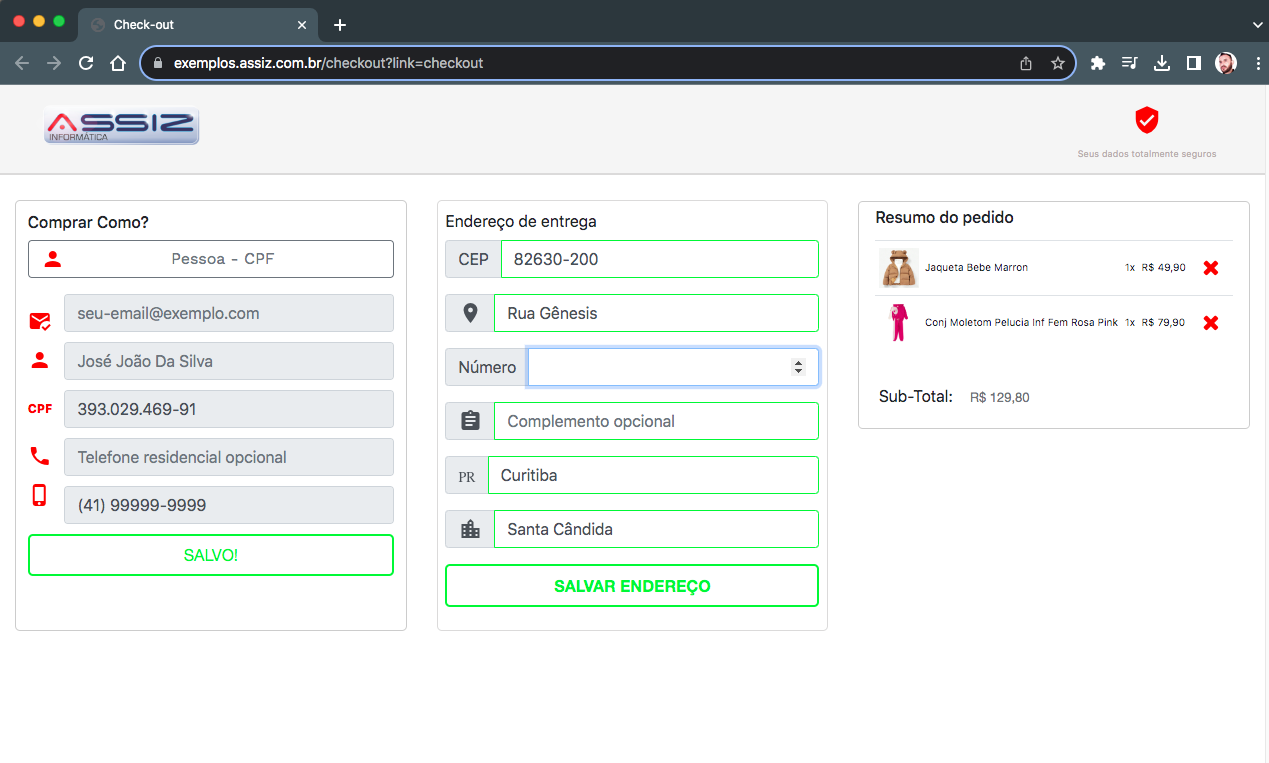 Check-out
exemplos.assiz.com.br/checkout?link=checkout
ASSIZ
INFORMÁTICA
Seus dados totalmente seguros
Comprar Como?
Pessoa - CPF
seu-email@exemplo.com
José João Da Silva
CPF 393.029.469-91
Telefone residencial opcional
(41) 99999-9999
SALVO!
Endereço de entrega
CEP 82630-200
Rua Gênesis
Número
Complemento opcional
PR Curitiba
Santa Cândida
SALVAR ENDEREÇO
Resumo do pedido
Jaqueta Bebe Marron 1x R$ 49,90
Conj Moletom Pelucia Inf Fem Rosa Pink 1x R$ 79,90
Sub-Total: R$ 129,80